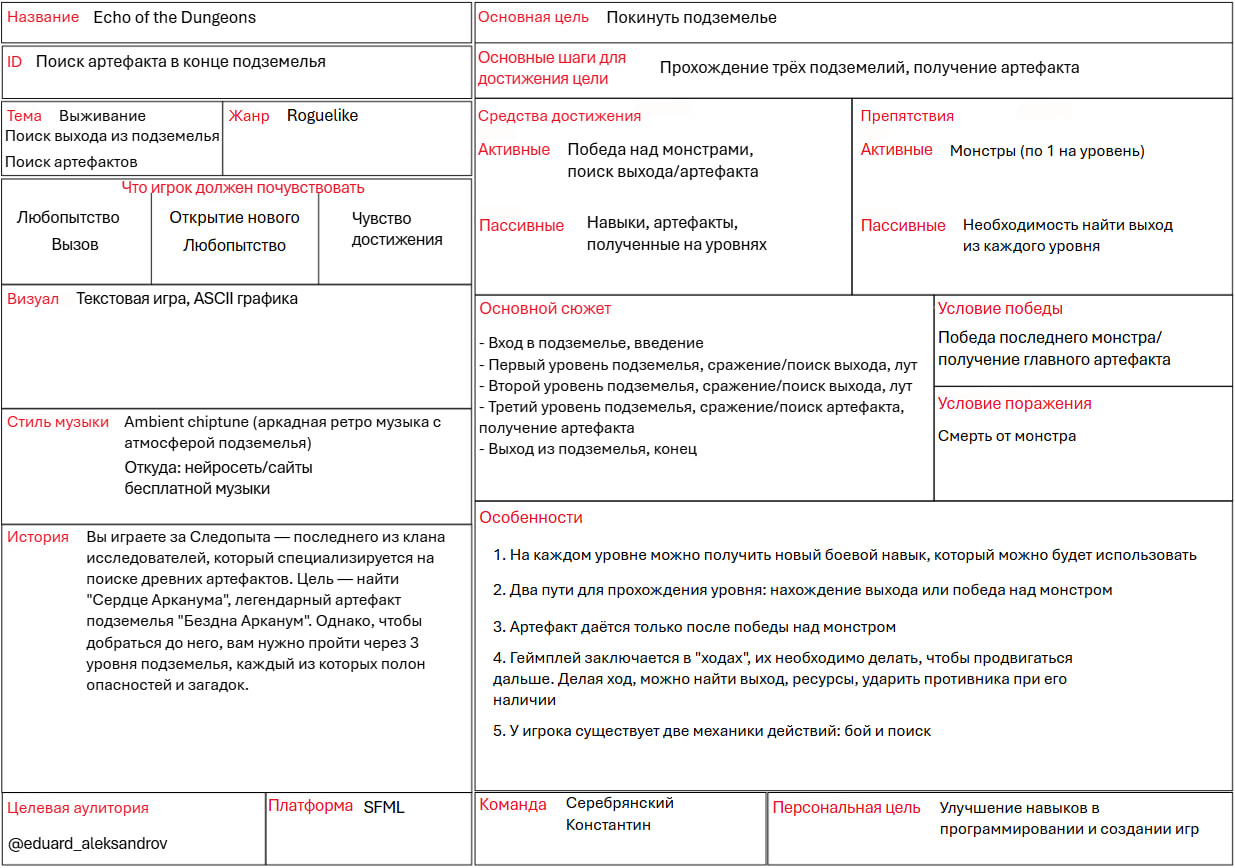 Название Echo of the Dungeons
ID Поиск артефакта в конце подземелья
Тема Выживание
Поиск выхода из подземелья
Поиск артефактов
Жанр Roguelike
Что игрок должен почувствовать
Любопытство
Вызов
Открытие нового
Любопытство
Чувство
достижения
Визуал Текстовая игра, ASCII графика
Стиль музыки Ambient chiptune (аркадная ретро музыка с
атмосферой подземелья)
Откуда: нейросеть/сайты
бесплатной музыки
История Вы играете за Следопыта — последнего из клана
исследователей, который специализируется на
поиске древних артефактов. Цель — найти
"Сердце Арканума", легендарный артефакт
подземелья "Бездна Арканум". Однако, чтобы
добраться до него, вам нужно пройти через 3
уровня подземелья, каждый из которых полон
опасностей и загадок.
Целевая аулитория
@eduard_aleksandrov
Платформа SFML
Основная цель Покинуть подземелье
Основные шаги для
достижения цели
Прохождение трёх подземелий, получение артефакта
Средства достижения
Активные Победа над монстрами,
поиск выхода/артефакта
Пассивные Навыки, артефакты,
полученные на уровнях
Препятствия
Активные Монстры (по 1 на уровень)
Пассивные Необходимость найти выход
из каждого уровня
Основной сюжет
- Вход в подземелье, введение
- Первый уровень подземелья, сражение/поиск выхода, лут
- Второй уровень подземелья, сражение/поиск выхода, лут
- Третий уровень подземелья, сражение/поиск артефакта,
получение артефакта
- Выход из подземелья, конец
Условие победы
Победа последнего монстра/
получение главного артефакта
Условие поражения
Смерть от монстра
Особенности
1. На каждом уровне можно получить новый боевой навык, который можно будет использовать
2. Два пути для прохождения уровня: нахождение выхода или победа над монстром
3. Артефакт даётся только после победы над монстром
4. Геймплей заключается в "ходах", их необходимо делать, чтобы продвигаться
дальше. Делая ход, можно найти выход, ресурсы, ударить противника при его
наличии
5. У игрока существует две механики действий: бой и поиск
Команда Серебрянский
Константин
Персональная цель Улучшение навыков в
программировании и создании игр